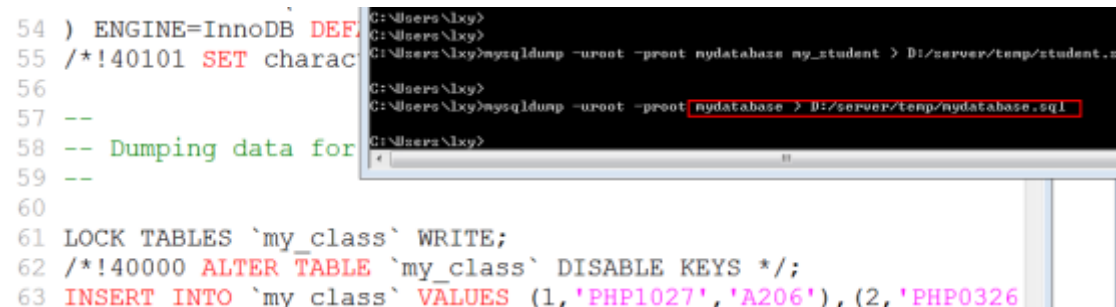 54 ) ENGINE=InnoDB DEF
55 /*!40101 SET charac
56
57 --
58 -- Dumping data for
59 --
60
61 LOCK TABLES `my_class` WRITE;
62 /*!40000 ALTER TABLE `my_class` DISABLE KEYS */;
63 INSERT INTO `my_class` VALUES (1,'PHP1027','A206'),(2,'PHP0326
C:\Users\lxy>
C:\Users\lxy>
C:\Users\lxy>mysqldump -uroot -proot mydatabase my_student > D:/server/temp/student.s
C:\Users\lxy>
C:\Users\lxy>mysqldump -uroot -proot mydatabase > D:/server/temp/mydatabase.sql
C:\Users\lxy>